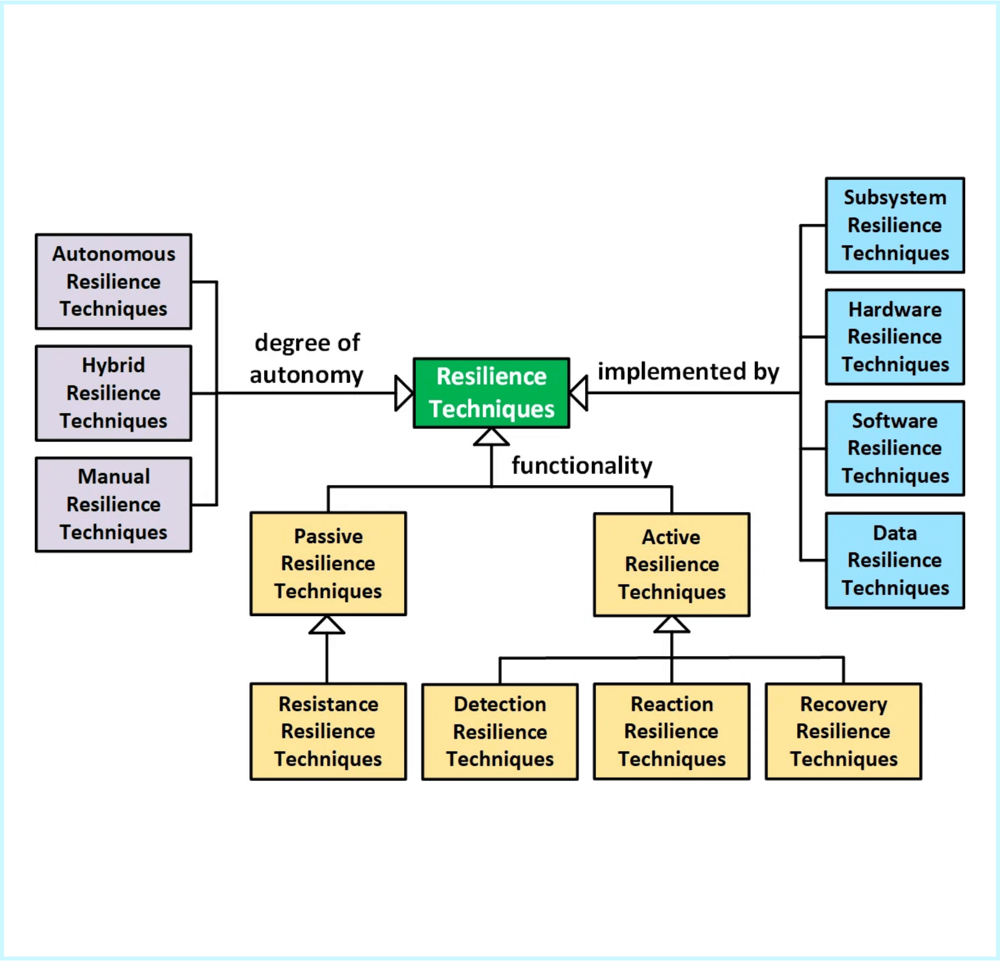 Autonomous
Resilience
Techniques
Hybrid
Resilience
Techniques
Manual
Resilience
Techniques
degree of
autonomy
Resilience
Techniques
implemented by
functionality
Subsystem
Resilience
Techniques
Hardware
Resilience
Techniques
Software
Resilience
Techniques
Data
Resilience
Techniques
Passive
Resilience
Techniques
Active
Resilience
Techniques
Resistance
Resilience
Techniques
Detection
Resilience
Techniques
Reaction
Resilience
Techniques
Recovery
Resilience
Techniques